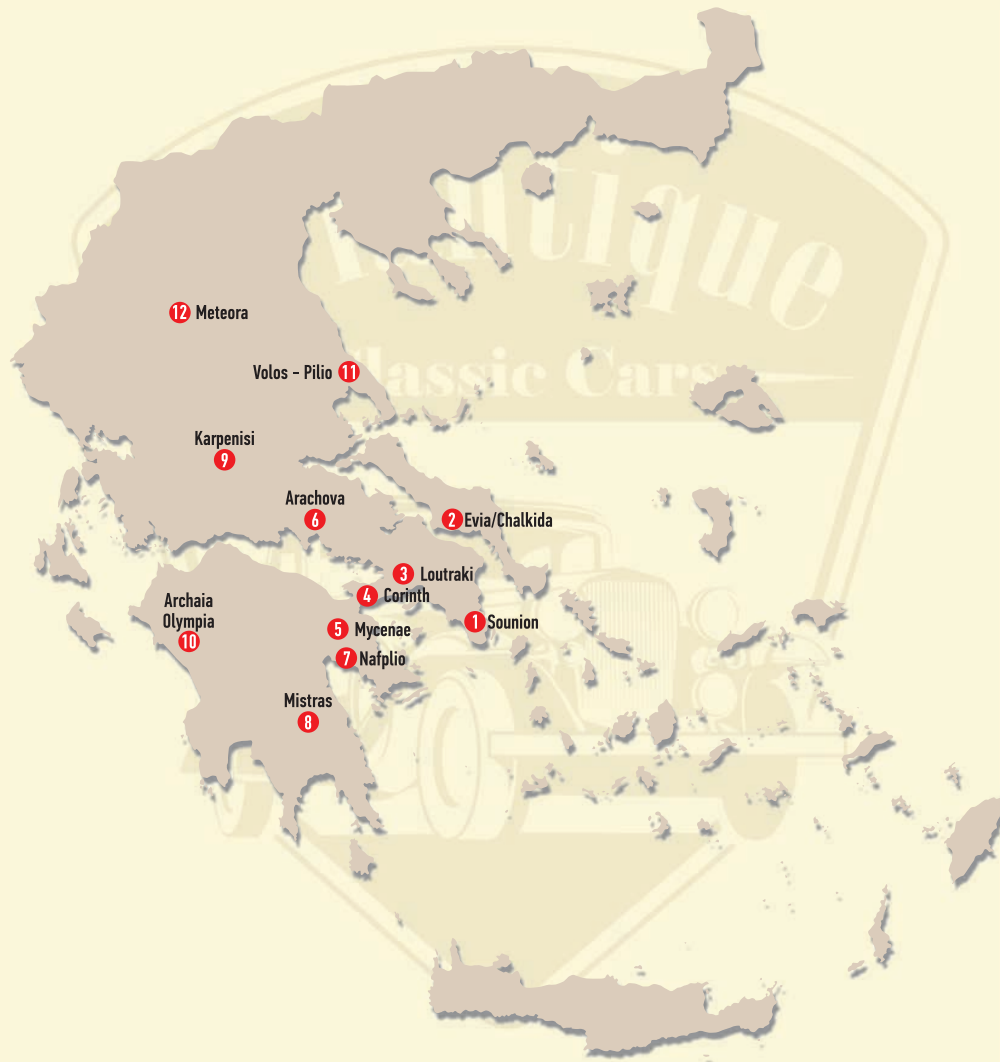 Antique
Classic Cars
12 Meteora
Volos - Pilio 11
Karpenisi
9
Arachova
6
2 Evia/Chalkida
3 Loutraki
4 Corinth
Archaia
Olympia
10
1 Sounion
5 Mycenae
7 Nafplio
Mistras
8